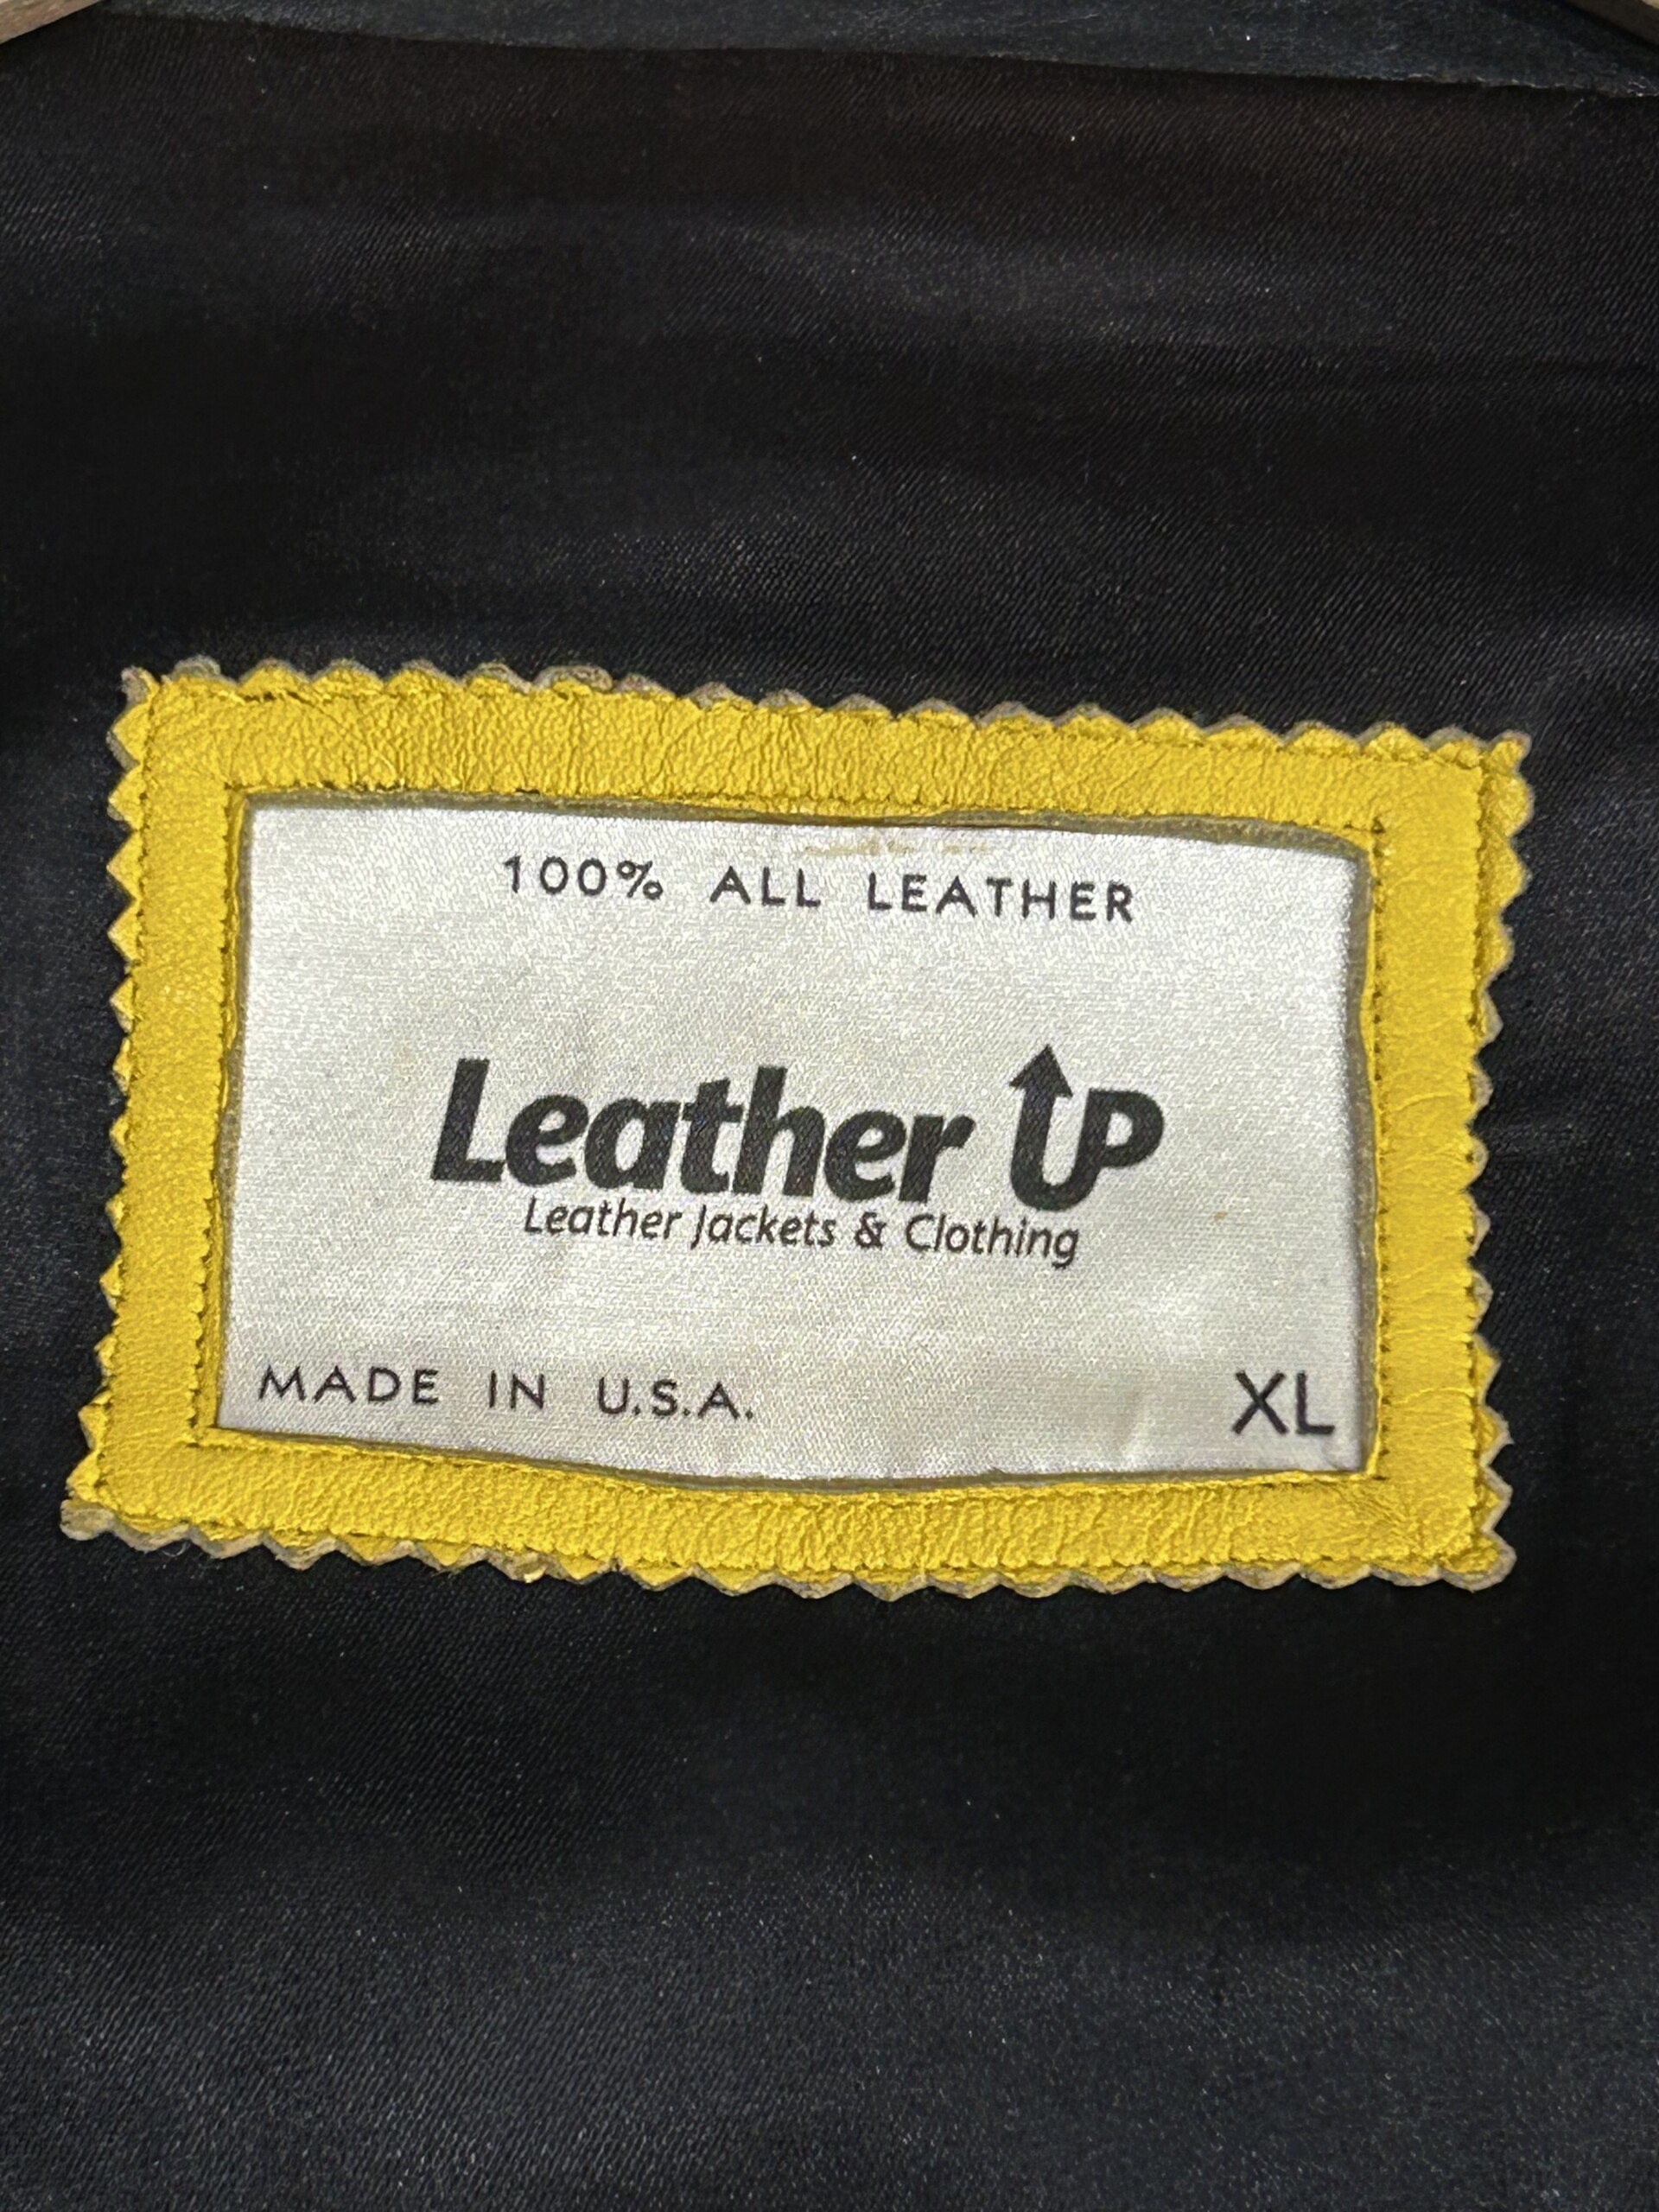 100% ALL LEATHER
Leather UP
Leather Jackets & Clothing
MADE IN U.S.A. XL